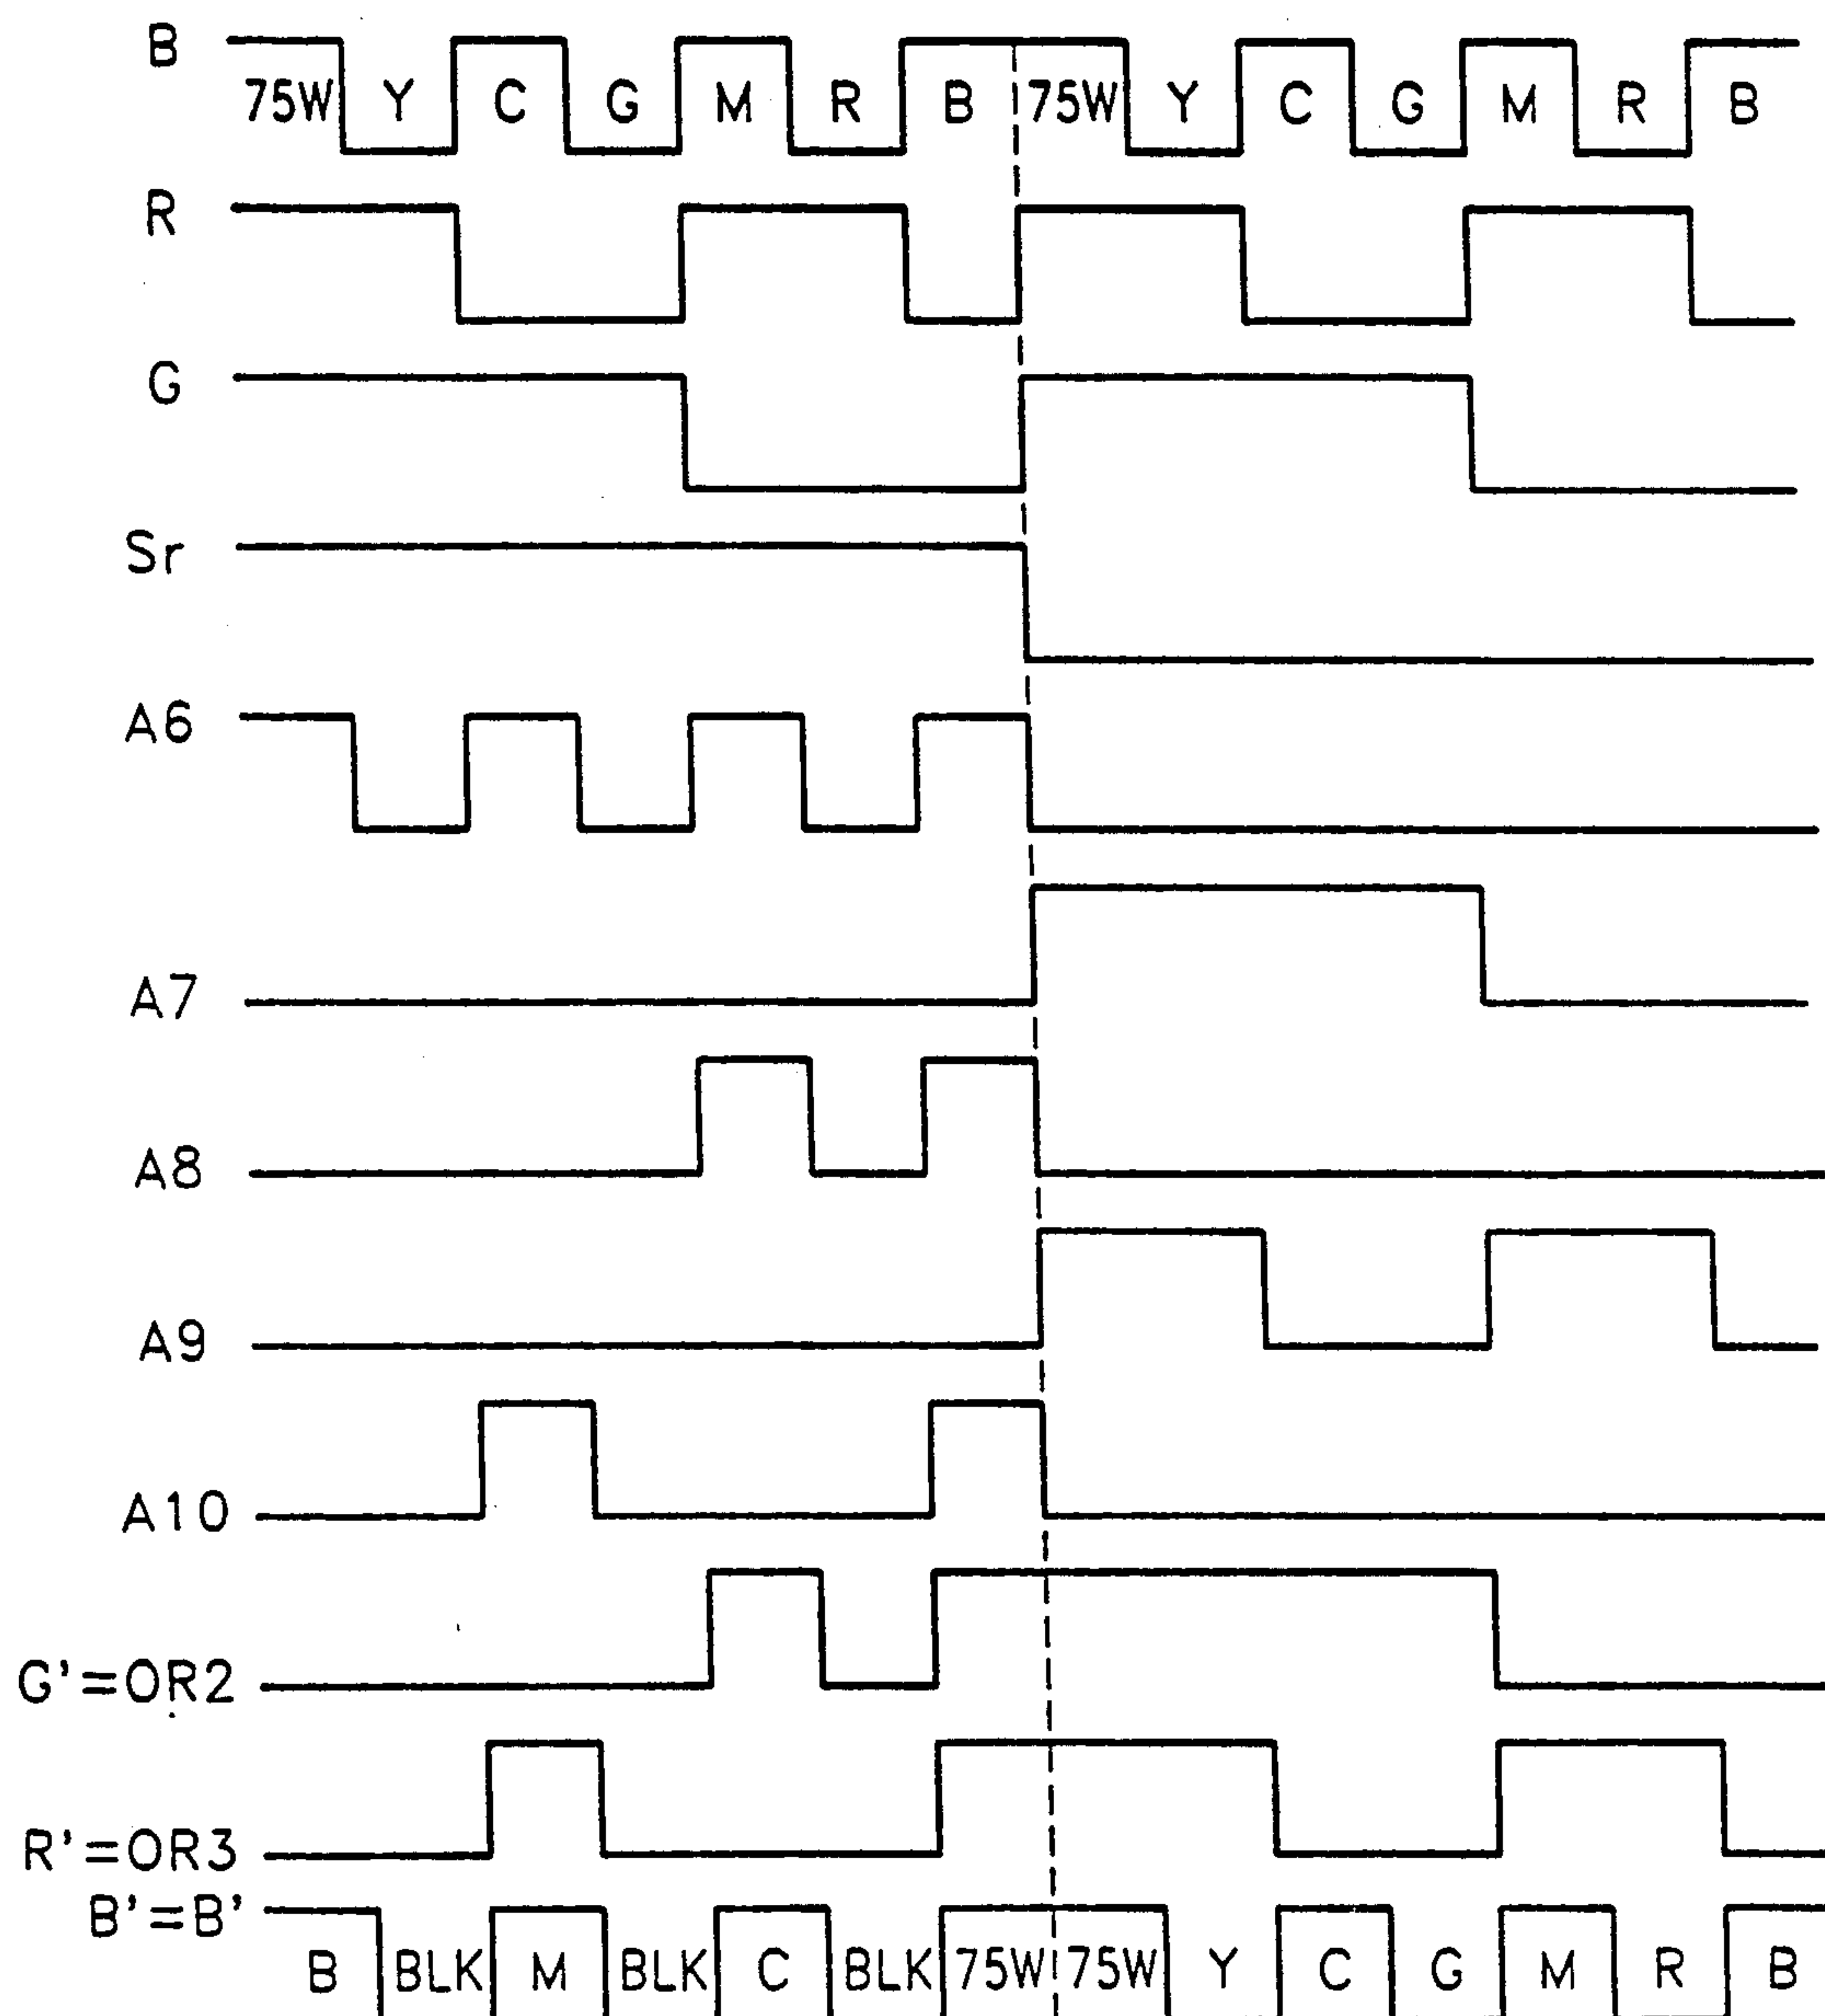 B
75W Y C G M R B 75W Y C G M R B
R
G
Sr
A6
A7
A8
A9
A10
G'=OR2
R'=OR3
B'=B'
B BLK M BLK C BLK 75W 75W Y C G M R B